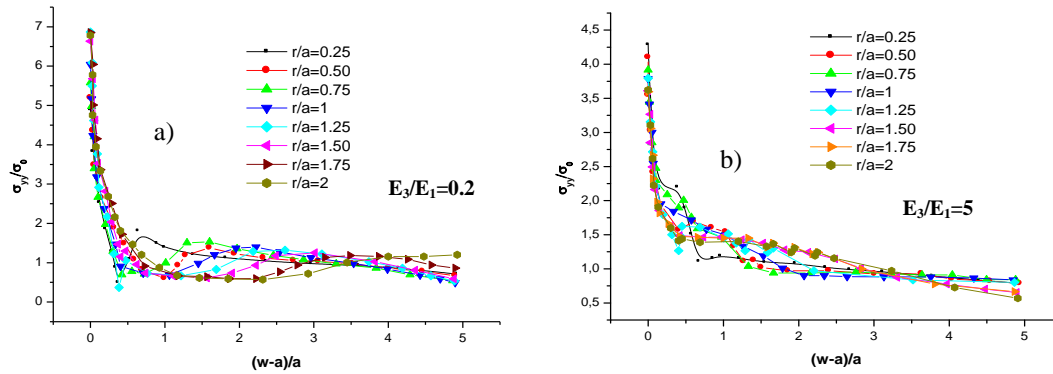 a)
r/a=0.25
r/a=0.50
r/a=0.75
r/a=1
r/a=1.25
r/a=1.50
r/a=1.75
r/a=2
E₃/E₁=0.2
σyy/σ0
7
6
5
4
3
2
1
0
0 1 2 3 4 5
(w-a)/a
b)
r/a=0.25
r/a=0.50
r/a=0.75
r/a=1
r/a=1.25
r/a=1.50
r/a=1.75
r/a=2
E₃/E₁=5
σyy/σ0
4,5
4,0
3,5
3,0
2,5
2,0
1,5
1,0
0,5
0 1 2 3 4 5
(w-a)/a